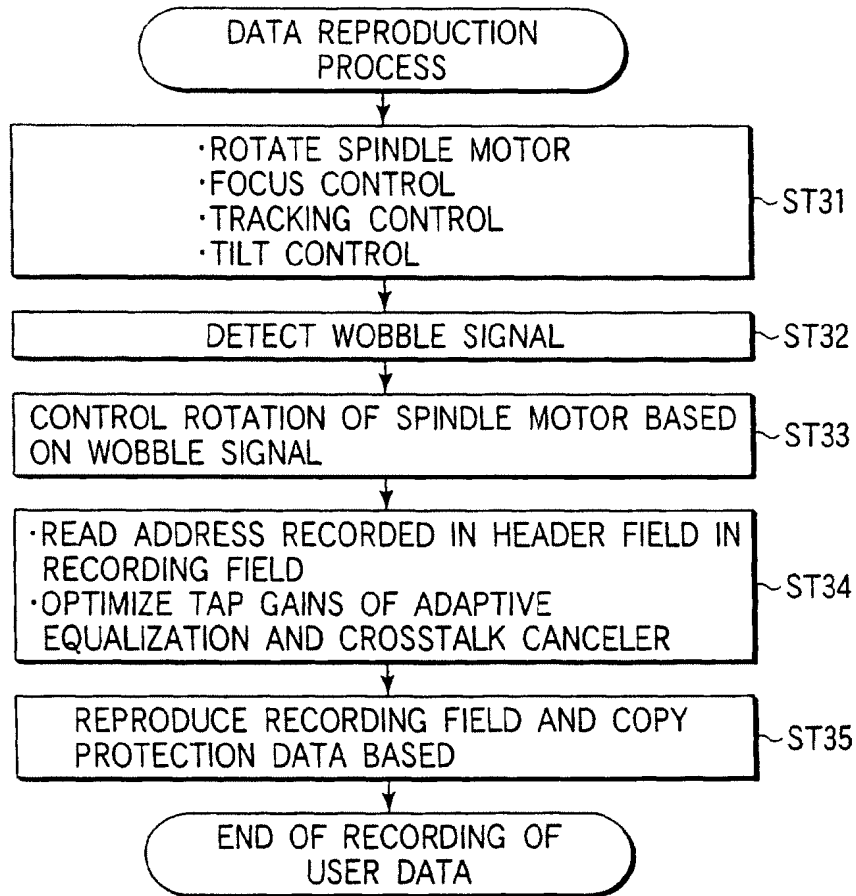 DATA REPRODUCTION
PROCESS
·ROTATE SPINDLE MOTOR
·FOCUS CONTROL
·TRACKING CONTROL
·TILT CONTROL
ST31
DETECT WOBBLE SIGNAL
ST32
CONTROL ROTATION OF SPINDLE MOTOR BASED
ON WOBBLE SIGNAL
ST33
·READ ADDRESS RECORDED IN HEADER FIELD IN
RECORDING FIELD
·OPTIMIZE TAP GAINS OF ADAPTIVE
EQUALIZATION AND CROSSTALK CANCELER
ST34
REPRODUCE RECORDING FIELD AND COPY
PROTECTION DATA BASED
ST35
END OF RECORDING OF
USER DATA